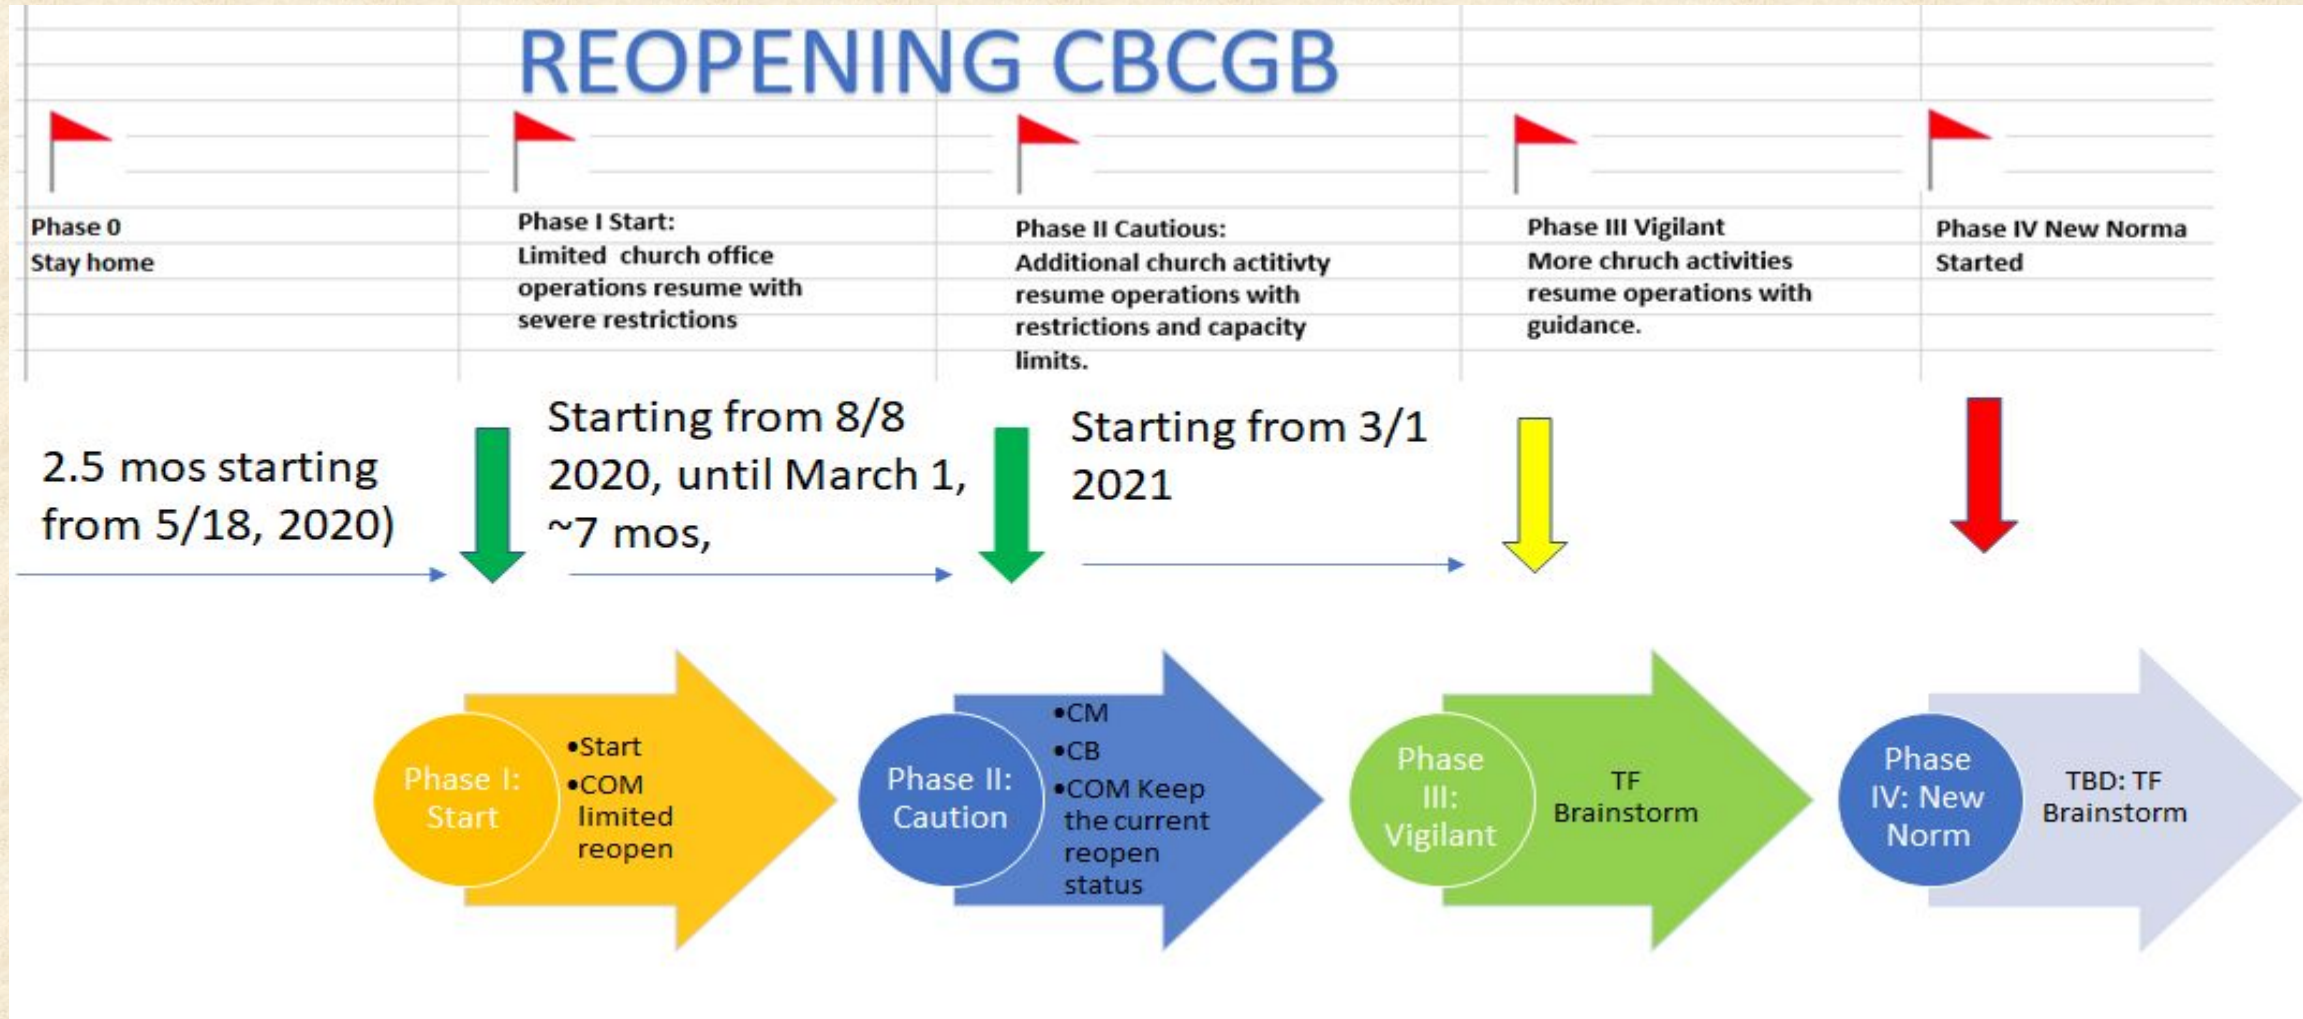 REOPENING CBCGB
Phase 0
Stay home
Phase I Start:
Limited church office
operations resume with
severe restrictions
Phase II Cautious:
Additional church actitivty
resume operations with
restrictions and capacity
limits.
Phase III Vigilant
More chruch activities
resume operations with
guidance.
Phase IV New Norma
Started
2.5 mos starting
from 5/18, 2020)
Starting from 8/8
2020, until March 1,
~7 mos,
Starting from 3/1
2021
Phase I:
Start
•Start
•COM
limited
reopen
Phase II:
Caution
•CM
•CB
•COM Keep
the current
reopen
status
Phase
III:
Vigilant
TF
Brainstorm
Phase
IV: New
Norm
TBD: TF
Brainstorm